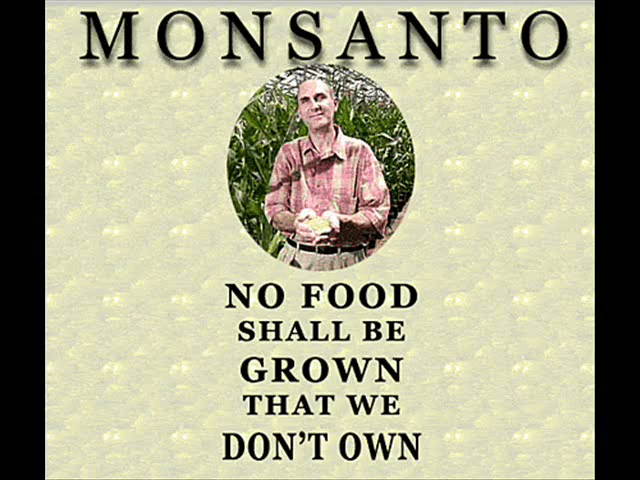 MONSANTO
NO FOOD
SHALL BE
GROWN
THAT WE
DON'T OWN